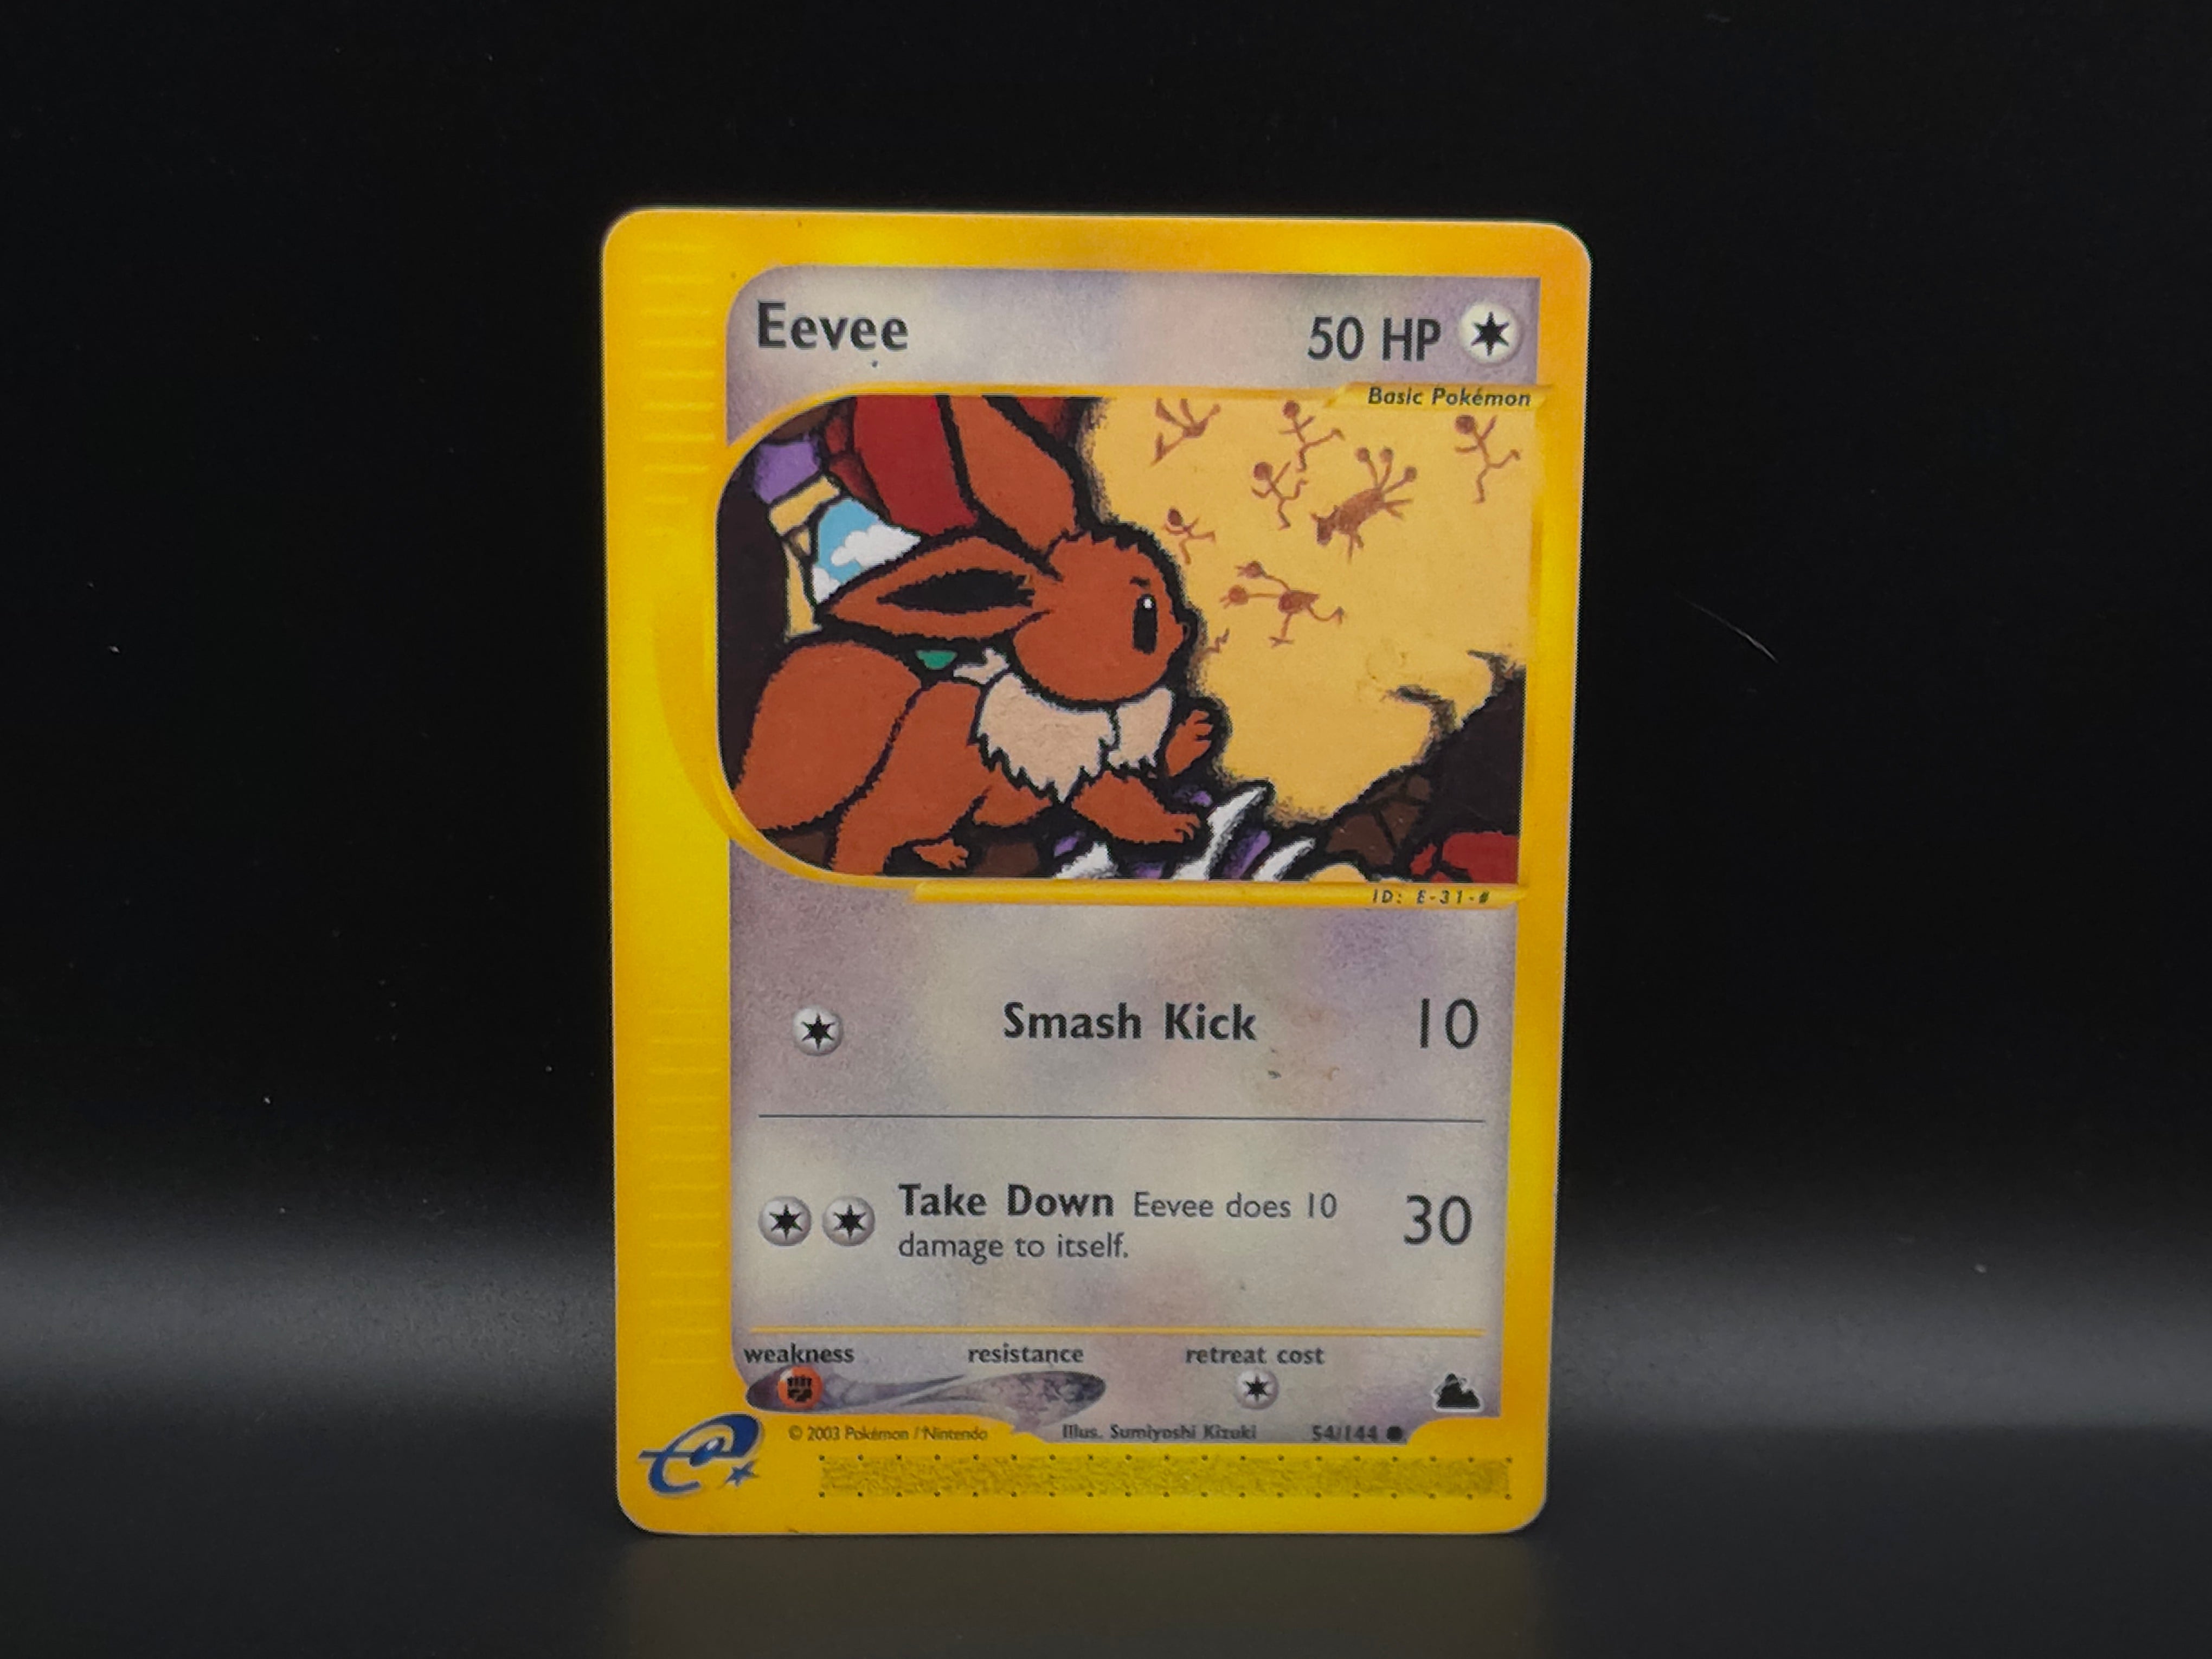 Eevee 50 HP
Basic Pokémon
ID: E-31-#
Smash Kick 10
Take Down Eevee does 10 30
damage to itself.
weakness resistance retreat cost
© 2003 Pokémon / Nintendo Illus. Sumiyoshi Kizuki 54/144
e